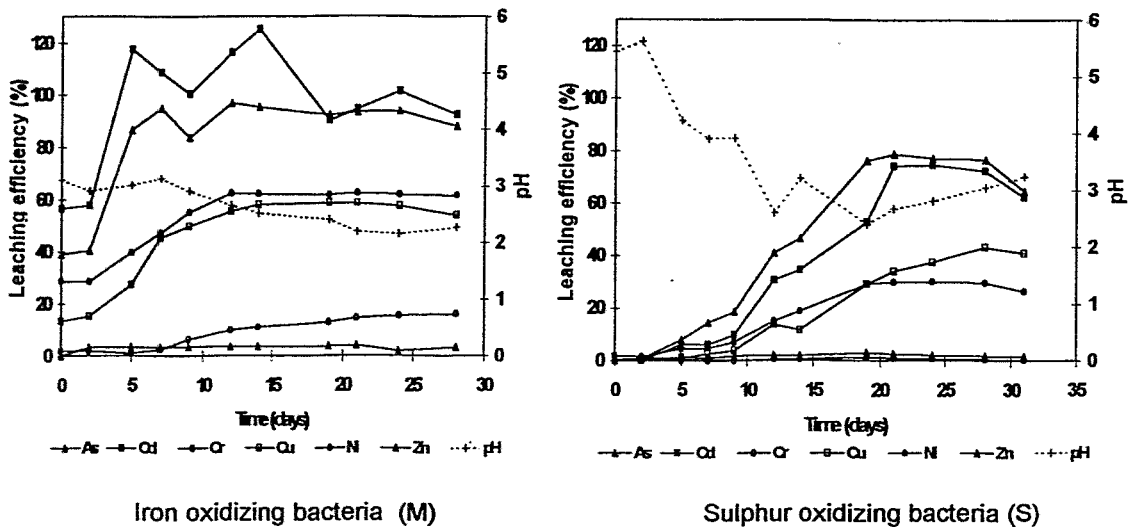 Leaching efficiency (%)
120
100
80
60
40
20
0
6
5
4
3
2
1
0
pH
0 5 10 15 20 25 30
Time (days)
As Cd Cr Cu Ni Zn pH
Iron oxidizing bacteria (M)
Leaching efficiency (%)
120
100
80
60
40
20
0
6
5
4
3
2
1
0
pH
0 5 10 15 20 25 30 35
Time (days)
As Cd Cr Cu Ni Zn pH
Sulphur oxidizing bacteria (S)